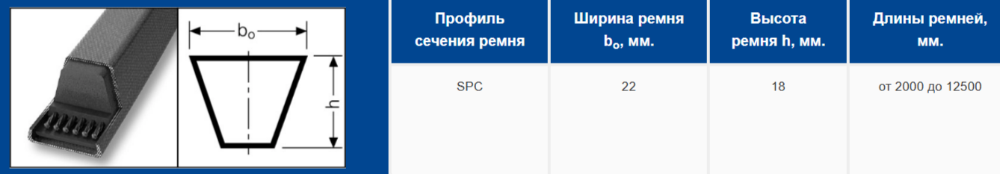 bo
h
Профиль
сечения ремня
Ширина ремня
bo, мм.
Высота
ремня h, мм.
Длины ремней,
мм.
SPC
22
18
от 2000 до 12500